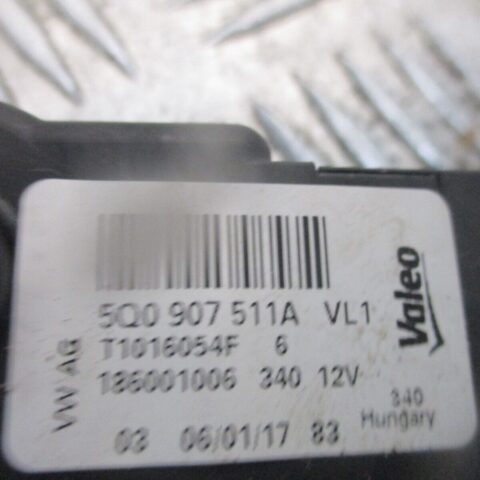 5Q0 907 511A VL1
T1016054F 6
186001006 340 12V
03 06/01/17 83
VW AG
Valeo
340
Hungary